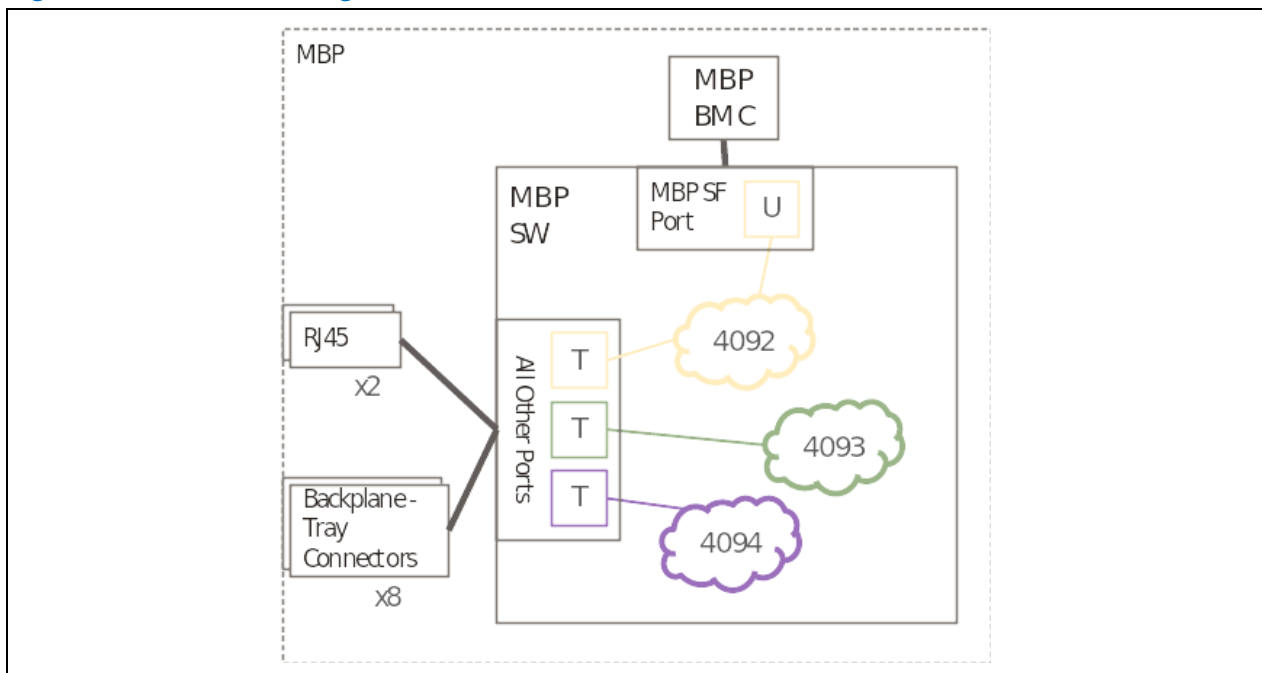 MBP
MBP
BMC
MBP
SW
MBP SF
Port
U
4092
RJ45
x2
All Other Ports
T
T
T
4093
4094
Backplane-
Tray
Connectors
x8